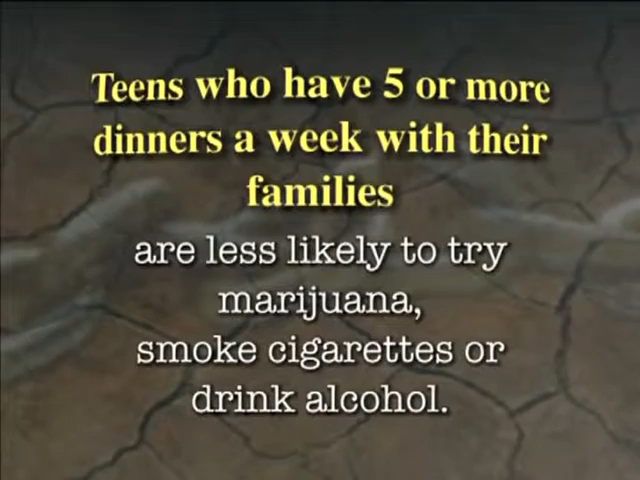 Teens who have 5 or more
dinners a week with their
families
are less likely to try
marijuana,
smoke cigarettes or
drink alcohol.